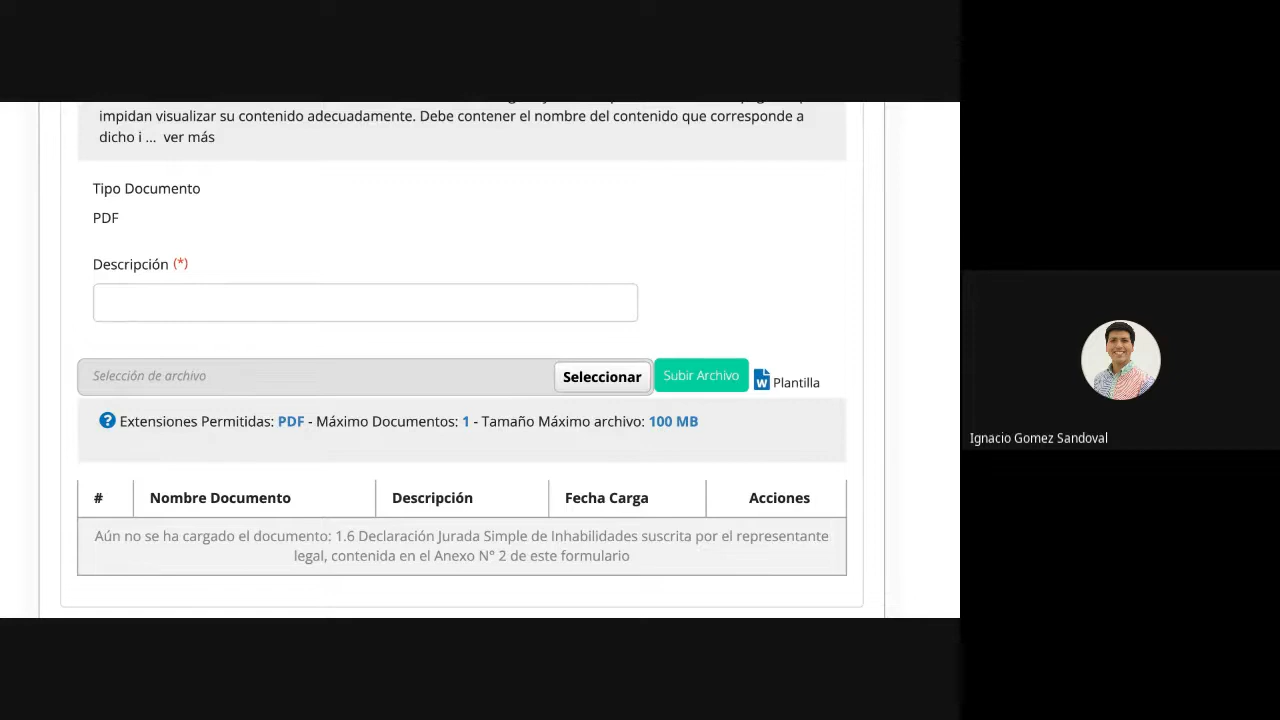 impidan visualizar su contenido adecuadamente. Debe contener el nombre del contenido que corresponde a
dicho i ... ver más
Tipo Documento
PDF
Descripción (*)
Selección de archivo
Seleccionar
Subir Archivo
Plantilla
Extensiones Permitidas: PDF - Máximo Documentos: 1 - Tamaño Máximo archivo: 100 MB
# Nombre Documento Descripción Fecha Carga Acciones
Aún no se ha cargado el documento: 1.6 Declaración Jurada Simple de Inhabilidades suscrita por el representante
legal, contenida en el Anexo N° 2 de este formulario
Ignacio Gomez Sandoval